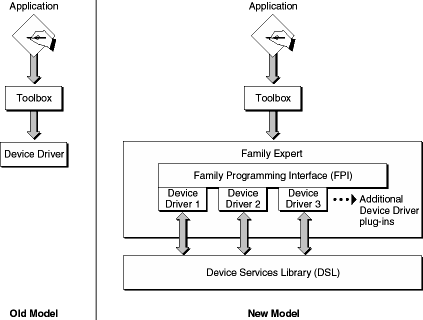 Application
Toolbox
Device Driver
Old Model
Application
Toolbox
Family Expert
Family Programming Interface (FPI)
Device
Driver 1
Device
Driver 2
Device
Driver 3
Additional
Device Driver
plug-ins
Device Services Library (DSL)
New Model